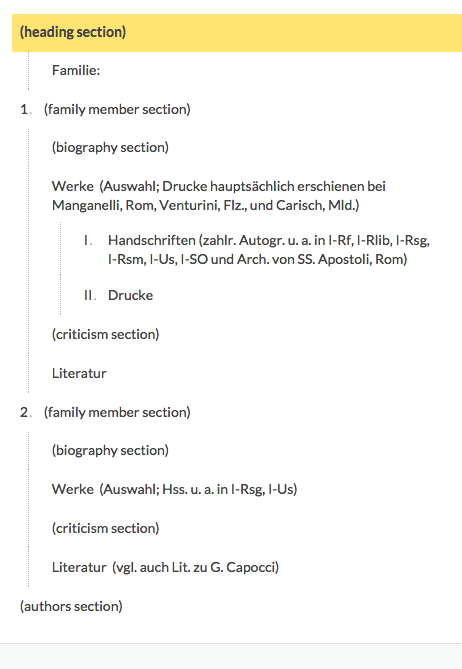 (heading section)
Familie:
1. (family member section)
(biography section)
Werke (Auswahl; Drucke hauptsächlich erschienen bei
Manganelli, Rom, Venturini, Flz., und Carisch, Mld.)
I. Handschriften (zahlr. Autogr. u. a. in I-Rf, I-Rlib, I-Rsg,
I-Rsm, I-Us, I-SO und Arch. von SS. Apostoli, Rom)
II. Drucke
(criticism section)
Literatur
2. (family member section)
(biography section)
Werke (Auswahl; Hss. u. a. in I-Rsg, I-Us)
(criticism section)
Literatur (vgl. auch Lit. zu G. Capocci)
(authors section)